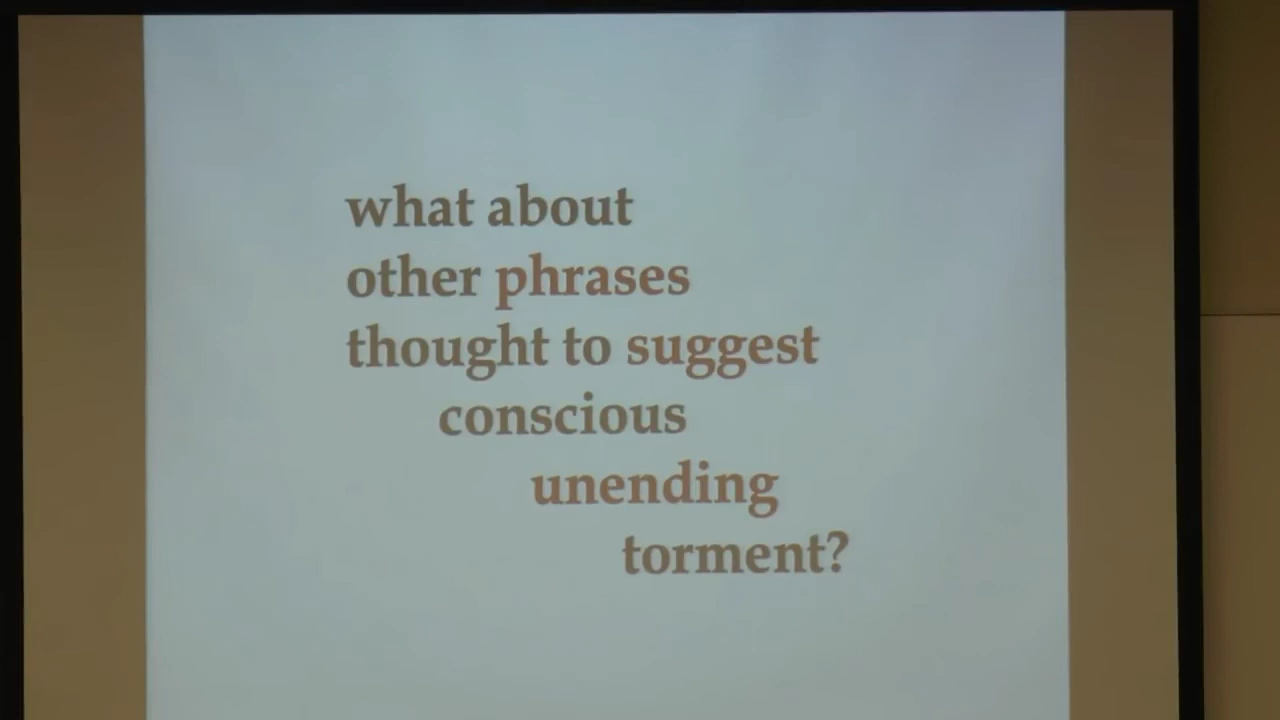 what about
other phrases
thought to suggest
conscious
unending
torment?